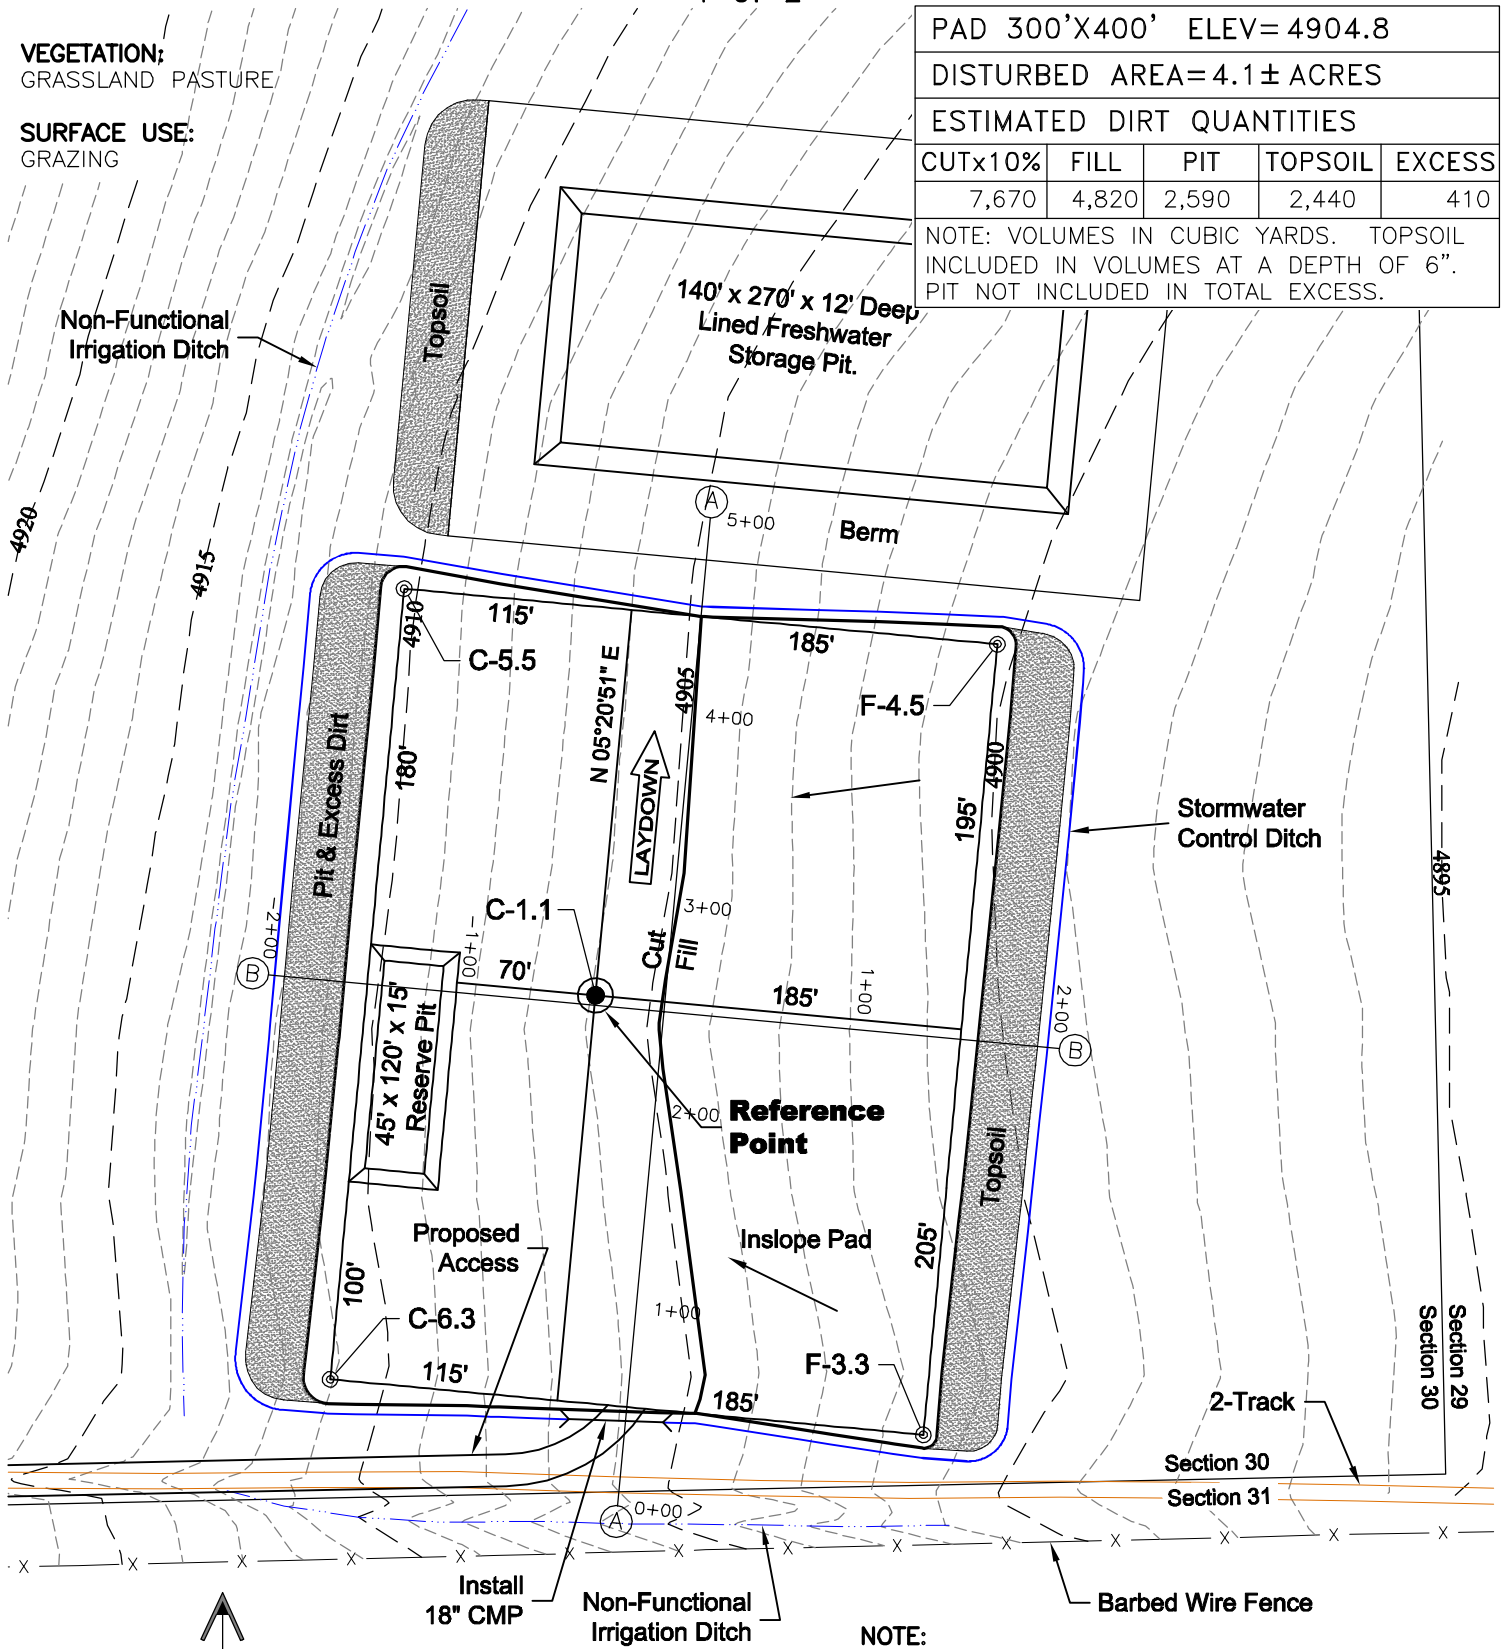 VEGETATION:
GRASSLAND PASTURE
SURFACE USE:
GRAZING
PAD 300'X400' ELEV=4904.8
DISTURBED AREA=4.1± ACRES
ESTIMATED DIRT QUANTITIES
CUTx10% FILL PIT TOPSOIL EXCESS
7,670 4,820 2,590 2,440 410
NOTE: VOLUMES IN CUBIC YARDS. TOPSOIL
INCLUDED IN VOLUMES AT A DEPTH OF 6".
PIT NOT INCLUDED IN TOTAL EXCESS.
Non-Functional
Irrigation Ditch
Topsoil
140' x 270' x 12' Deep
Lined Freshwater
Storage Pit.
4920
4915
A
5+00
Berm
4910
115'
C-5.5
185'
F-4.5
N 05°20'51" E
4905
4+00
LAYDOWN
180'
Pit & Excess Dirt
4900
195'
Stormwater
Control Ditch
4895
C-1.1
3+00
Cut
Fill
-2+00
-1+00
B
70'
185'
1+00
2+00
B
45' x 120' x 15'
Reserve Pit
2+00
Reference
Point
Topsoil
Proposed
Access
Inslope Pad
205'
100'
1+00
C-6.3
115'
F-3.3
185'
Section 30
Section 29
2-Track
Section 30
Section 31
A
0+00
X X X X X X X X X X X X X X
Install
18" CMP
Non-Functional
Irrigation Ditch
Barbed Wire Fence
NOTE: